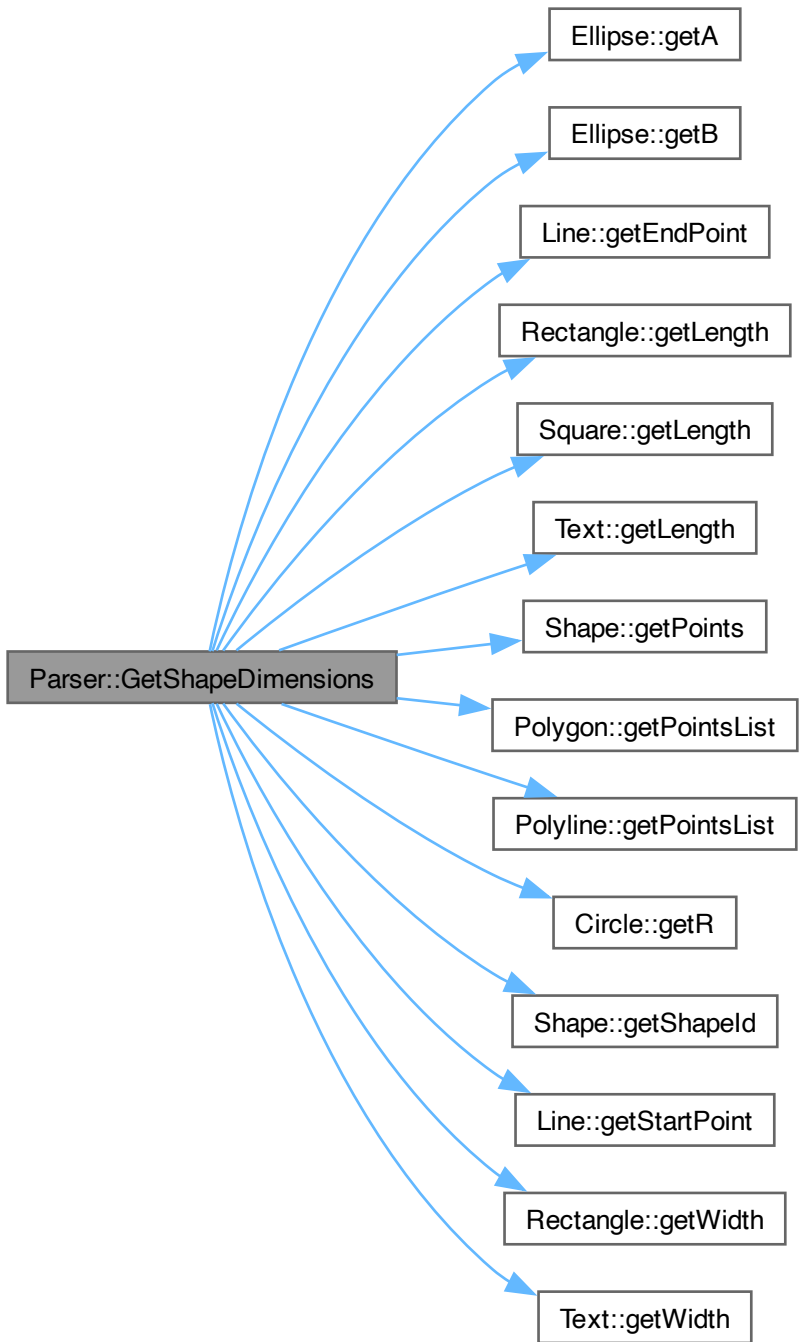 Ellipse::getA
Ellipse::getB
Line::getEndPoint
Rectangle::getLength
Square::getLength
Text::getLength
Shape::getPoints
Parser::GetShapeDimensions
Polygon::getPointsList
Polyline::getPointsList
Circle::getR
Shape::getShapeId
Line::getStartPoint
Rectangle::getWidth
Text::getWidth